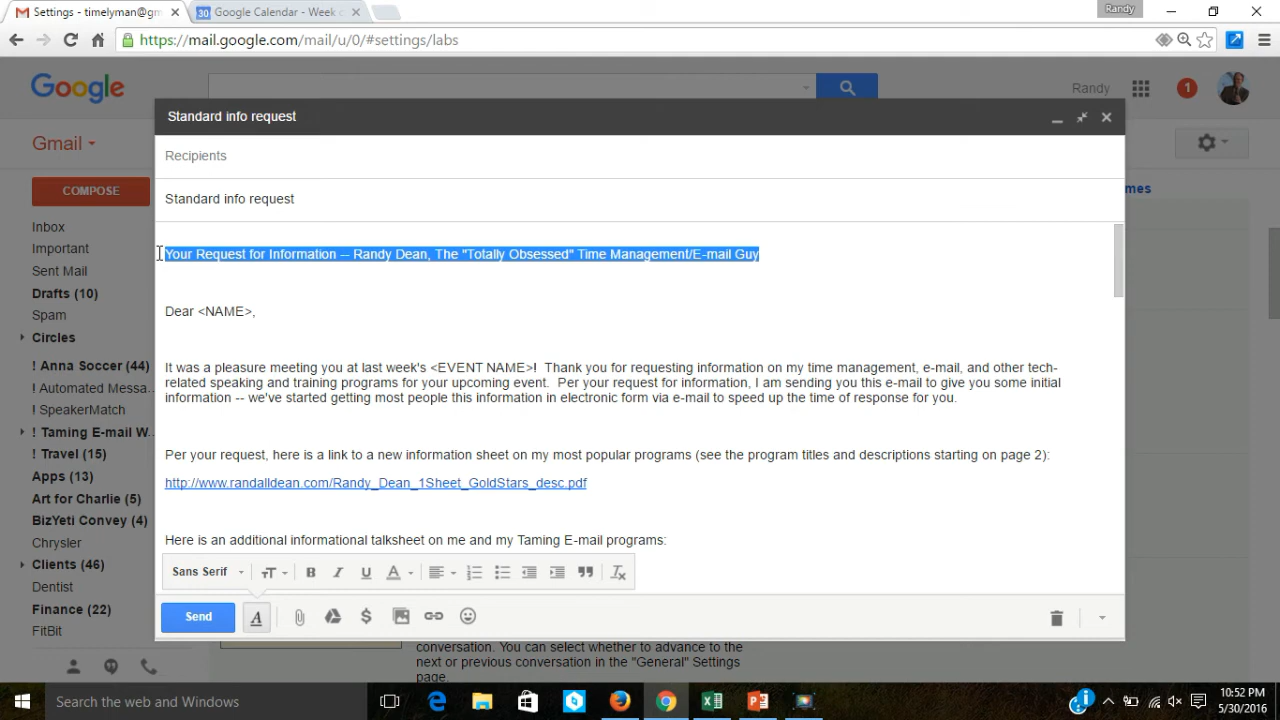 Settings - timelyman@gm
30
Google Calendar - Week o
Randy
https://mail.google.com/mail/u/0/#settings/labs
Google
Randy
1
Gmail
Standard info request
Recipients
mes
COMPOSE
Standard info request
Inbox
Important
Sent Mail
Drafts (10)
Spam
Circles
! Anna Soccer (44)
! Automated Messa...
! SpeakerMatch
! Taming E-mail W...
! Travel (15)
Apps (13)
Art for Charlie (5)
BizYeti Convey (4)
Chrysler
Clients (46)
Dentist
Finance (22)
FitBit
Your Request for Information -- Randy Dean, The "Totally Obsessed" Time Management/E-mail Guy
Dear <NAME>,
It was a pleasure meeting you at last week's <EVENT NAME>!  Thank you for requesting information on my time management, e-mail, and other tech-
related speaking and training programs for your upcoming event.  Per your request for information, I am sending you this e-mail to give you some initial
information -- we've started getting most people this information in electronic form via e-mail to speed up the time of response for you.
Per your request, here is a link to a new information sheet on my most popular programs (see the program titles and descriptions starting on page 2):
http://www.randalldean.com/Randy_Dean_1Sheet_GoldStars_desc.pdf
Here is an additional informational talksheet on me and my Taming E-mail programs:
Sans Serif
Send
conversation. You can select whether to advance to the
next or previous conversation in the "General" Settings
page.
Search the web and Windows
10:52 PM
5/30/2016